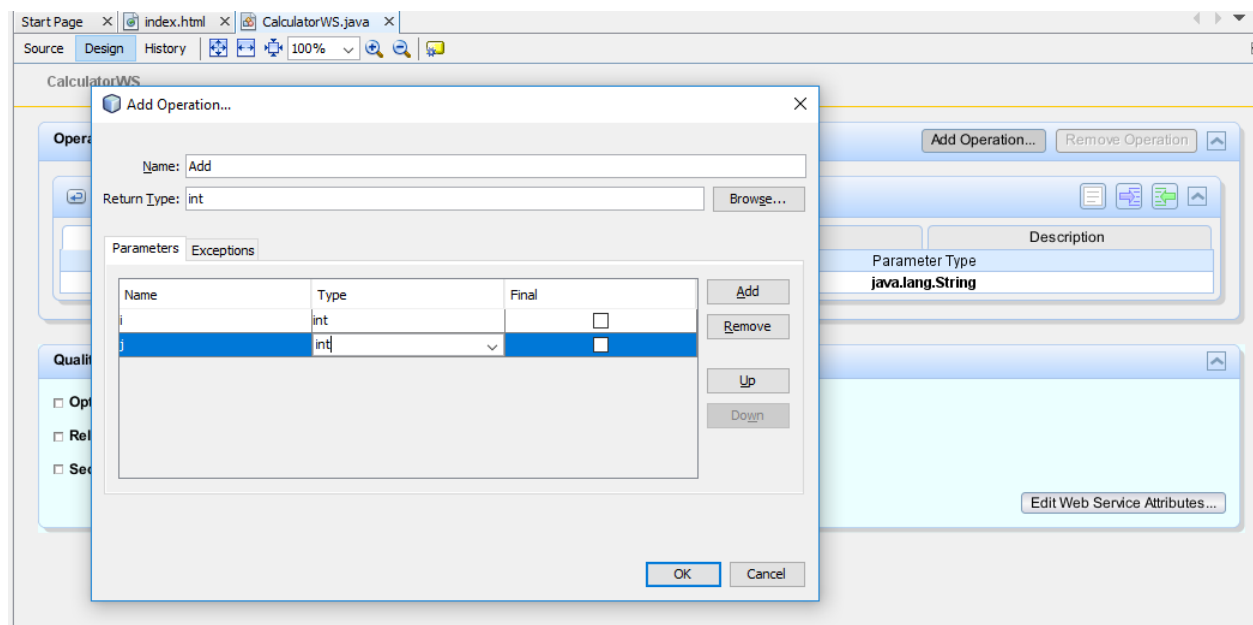 Start Page index.html CalculatorWS.java
Source Design History 100%
CalculatorWS
Add Operation...
Add Operation... Remove Operation
Name: Add
Return Type: int Browse...
Description
Parameters Exceptions
Parameter Type
java.lang.String
Name Type Final Add
i int
Remove
j int
Up
Down
Edit Web Service Attributes...
OK Cancel